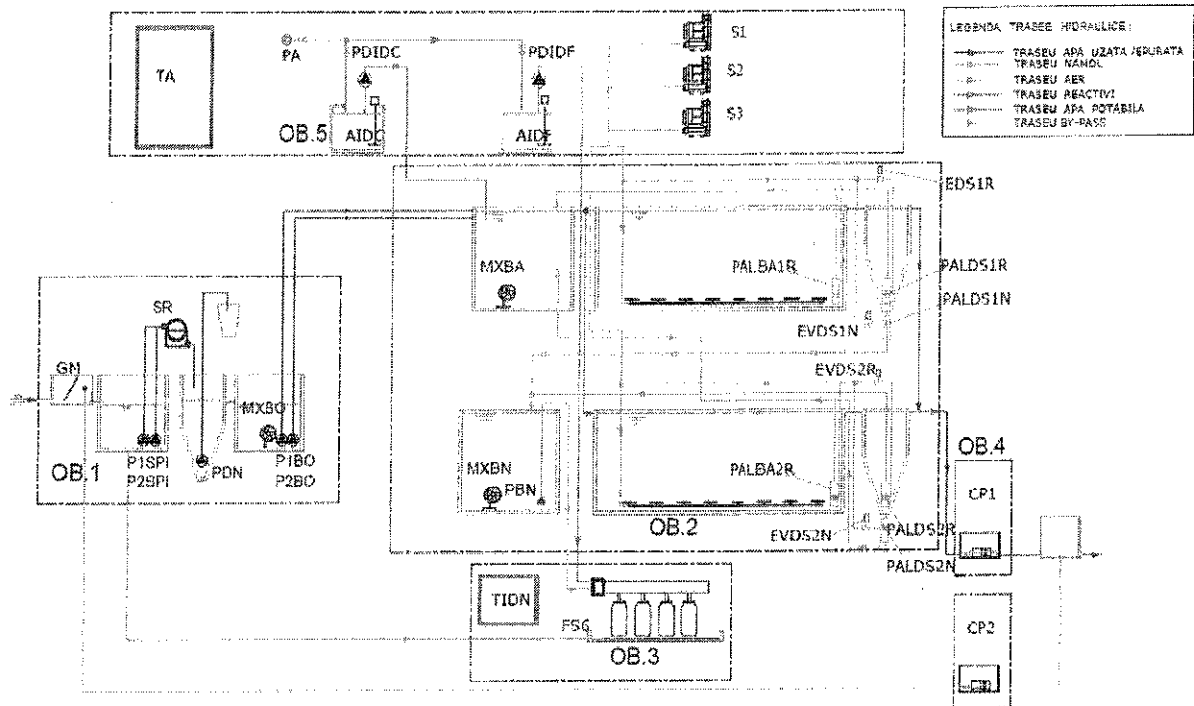 S1
LEGENDA TRASEE HIDRAULICE:
PA
PDIDC
PDIDF
TRASEU APA UZATA/EPURATA
TRASEU NAMOL
TA
S2
TRASEU AER
TRASEU REACTIVI
TRASEU APA POTABILA
S3
TRASEU BY-PASS
OB.5
AIDC
AIDF
EDS1R
MXBA
PALBA1R
PALDS1R
PALDS1N
SR
EVDS1N
GM
EVDS2R
MXBO
OB.4
P1SPI
P1BO
MXBN
PALBA2R
CP1
OB.1
P2SPI
PDN
P2BO
PBN
OB.2
EVDS2N
PALDS2R
PALDS2N
TIDN
FS6
CP2
OB.3